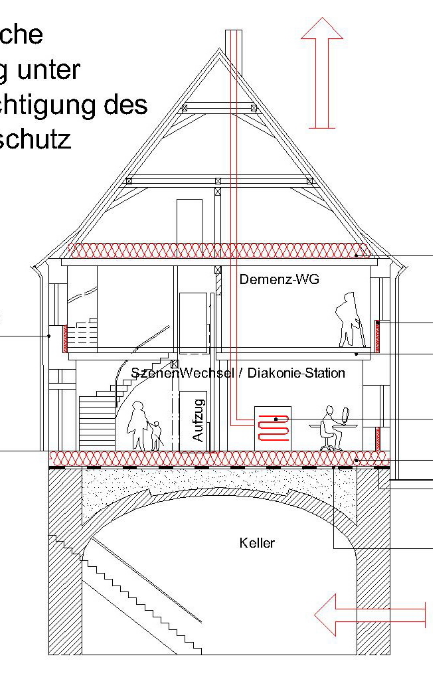 che
g unter
chtigung des
schutz
Demenz-WG
SzenenWechsel / Diakonie Station
Aufzug
Keller